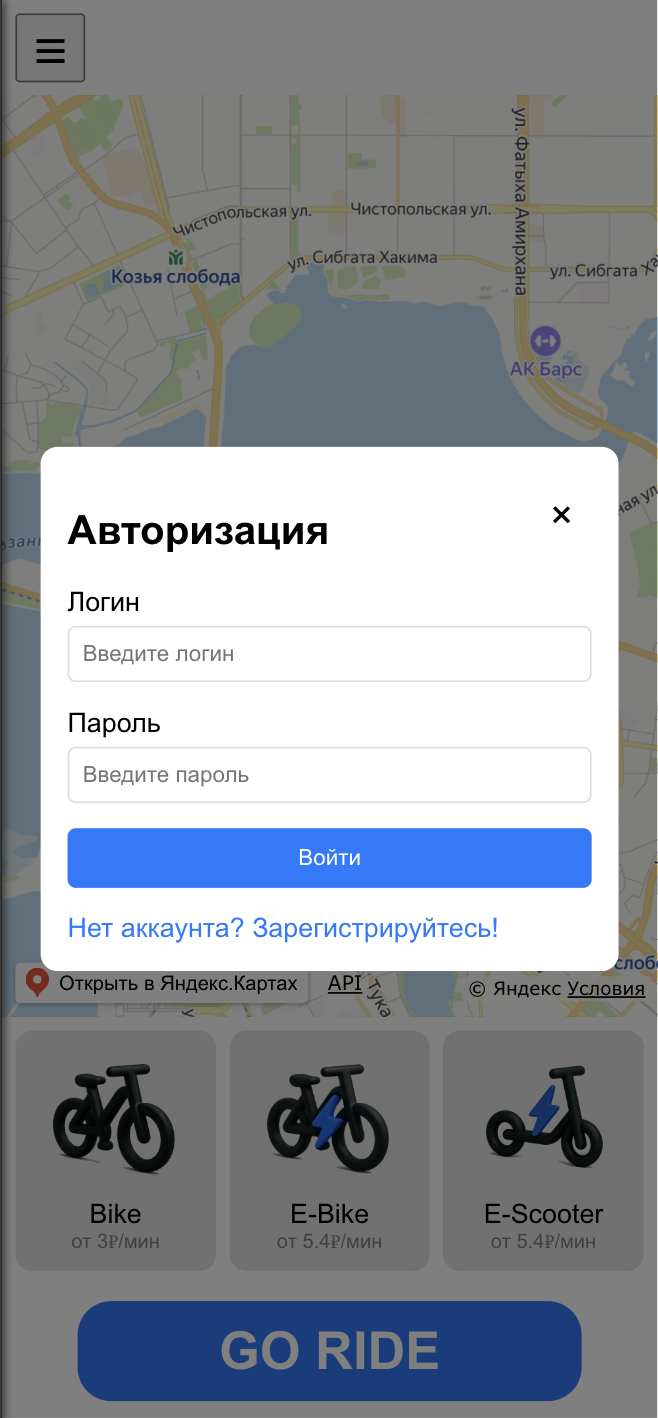 ул. Фатыха Амирхана
Чистопольская ул.
Чистопольская ул.
ул. Сибгата Хакима
Козья слобода
ул. Сибгата
АК Барс
Авторизация
×
Логин
Введите логин
Пароль
Введите пароль
Войти
Нет аккаунта? Зарегистрируйтесь!
Открыть в Яндекс.Картах
API
© Яндекс Условия
Bike
от 3₽/мин
E-Bike
от 5.4₽/мин
E-Scooter
от 5.4₽/мин
GO RIDE